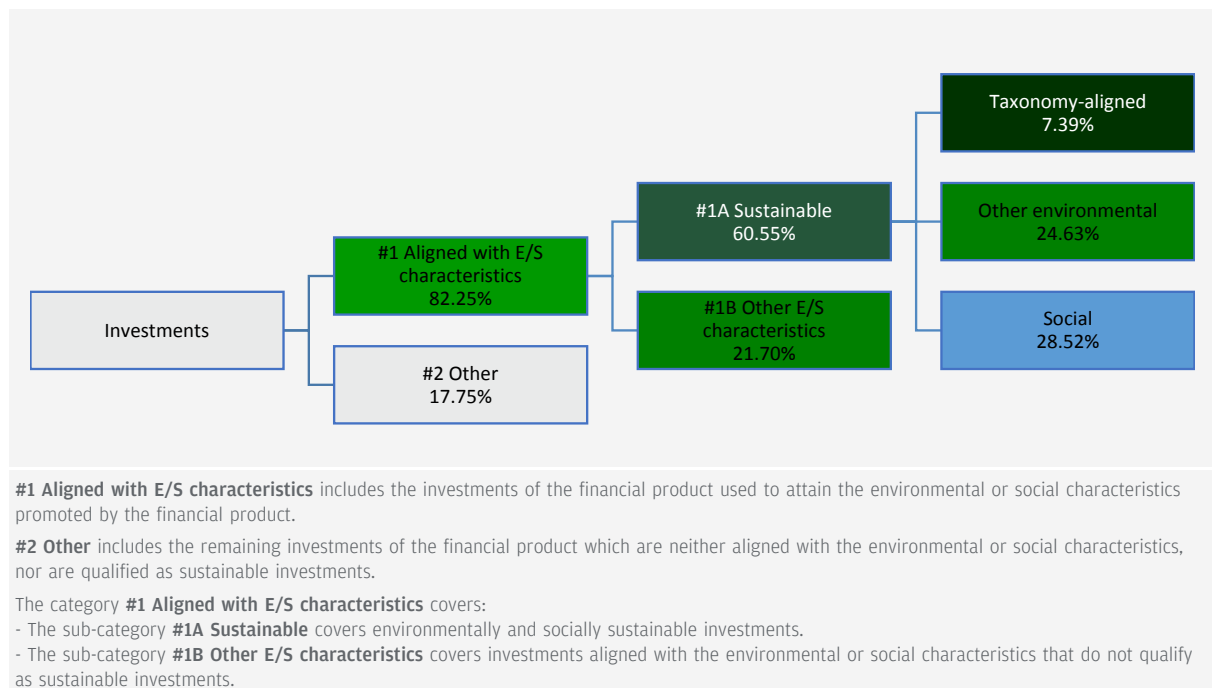 Taxonomy-aligned
7.39%
#1A Sustainable
60.55%
Other environmental
24.63%
#1 Aligned with E/S
characteristics
82.25%
Investments
#1B Other E/S
characteristics
21.70%
Social
28.52%
#2 Other
17.75%
#1 Aligned with E/S characteristics includes the investments of the financial product used to attain the environmental or social characteristics
promoted by the financial product.
#2 Other includes the remaining investments of the financial product which are neither aligned with the environmental or social characteristics,
nor are qualified as sustainable investments.
The category #1 Aligned with E/S characteristics covers:
- The sub-category #1A Sustainable covers environmentally and socially sustainable investments.
- The sub-category #1B Other E/S characteristics covers investments aligned with the environmental or social characteristics that do not qualify
as sustainable investments.